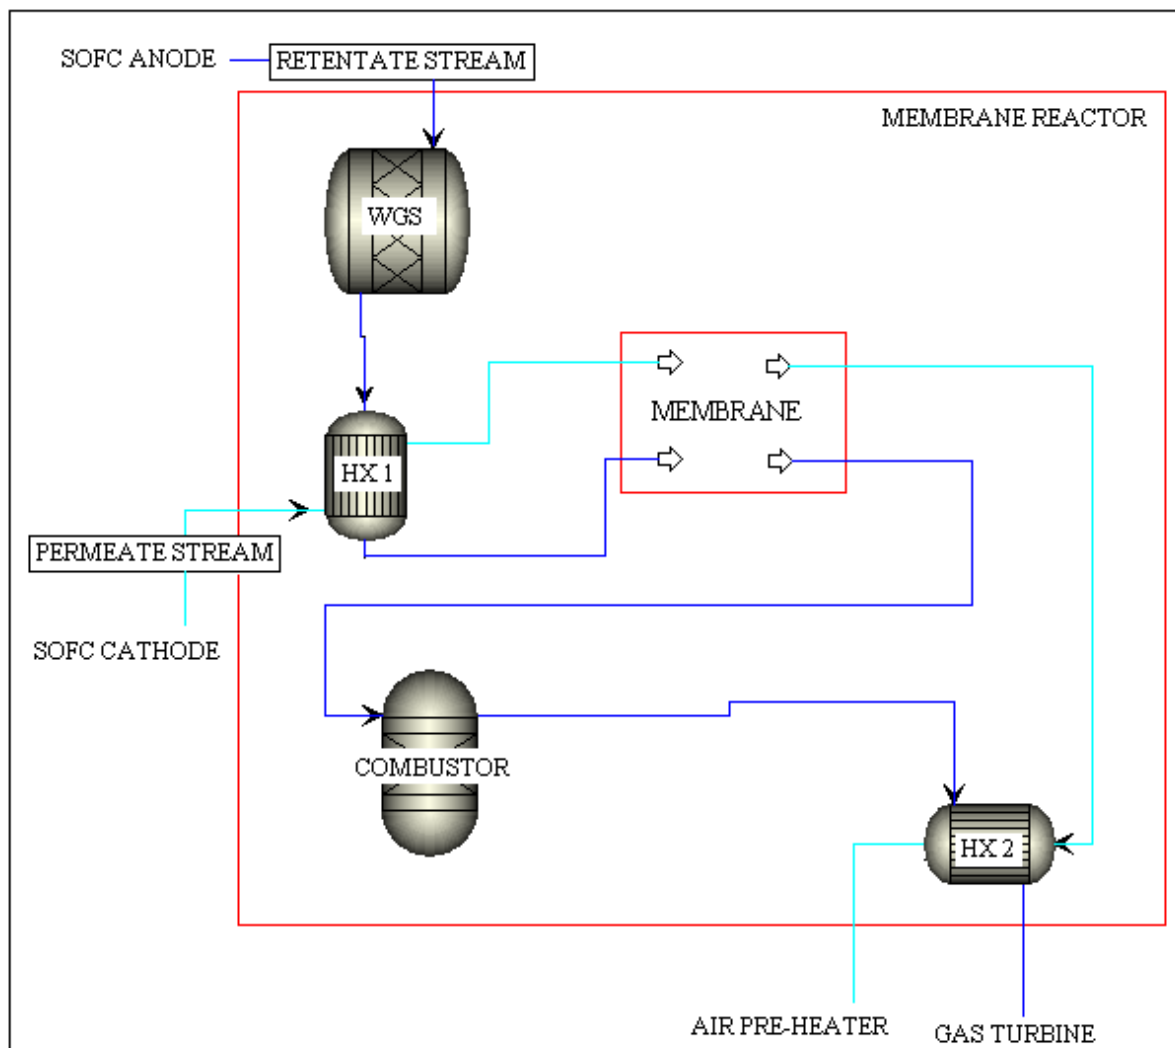 SOFC ANODE
RETENTATE STREAM
MEMBRANE REACTOR
WGS
MEMBRANE
HX 1
PERMEATE STREAM
SOFC CATHODE
COMBUSTOR
HX 2
AIR PRE-HEATER
GAS TURBINE